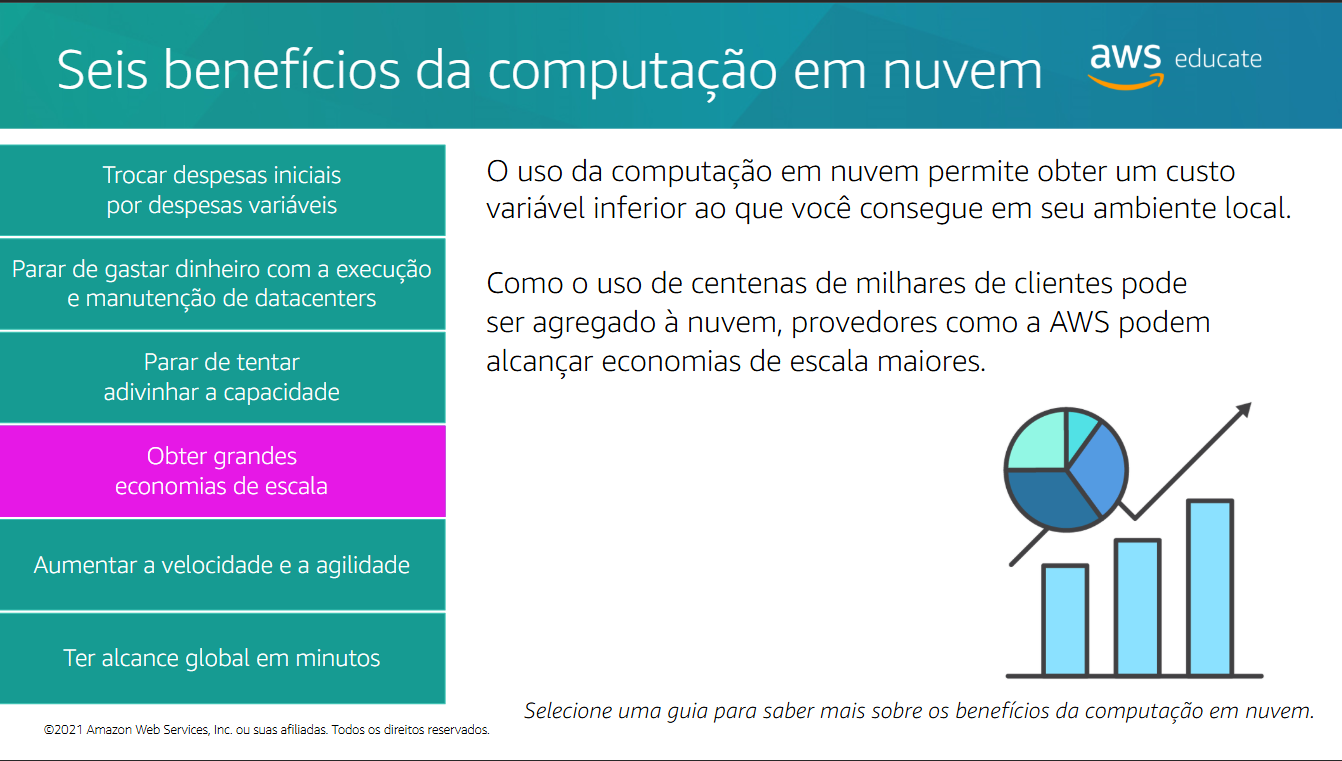 Seis benefícios da computação em nuvem
aws educate
Trocar despesas iniciais
por despesas variáveis
Parar de gastar dinheiro com a execução
e manutenção de datacenters
Parar de tentar
adivinhar a capacidade
Obter grandes
economias de escala
Aumentar a velocidade e a agilidade
Ter alcance global em minutos
O uso da computação em nuvem permite obter um custo
variável inferior ao que você consegue em seu ambiente local.
Como o uso de centenas de milhares de clientes pode
ser agregado à nuvem, provedores como a AWS podem
alcançar economias de escala maiores.
Selecione uma guia para saber mais sobre os benefícios da computação em nuvem.
©2021 Amazon Web Services, Inc. ou suas afiliadas. Todos os direitos reservados.